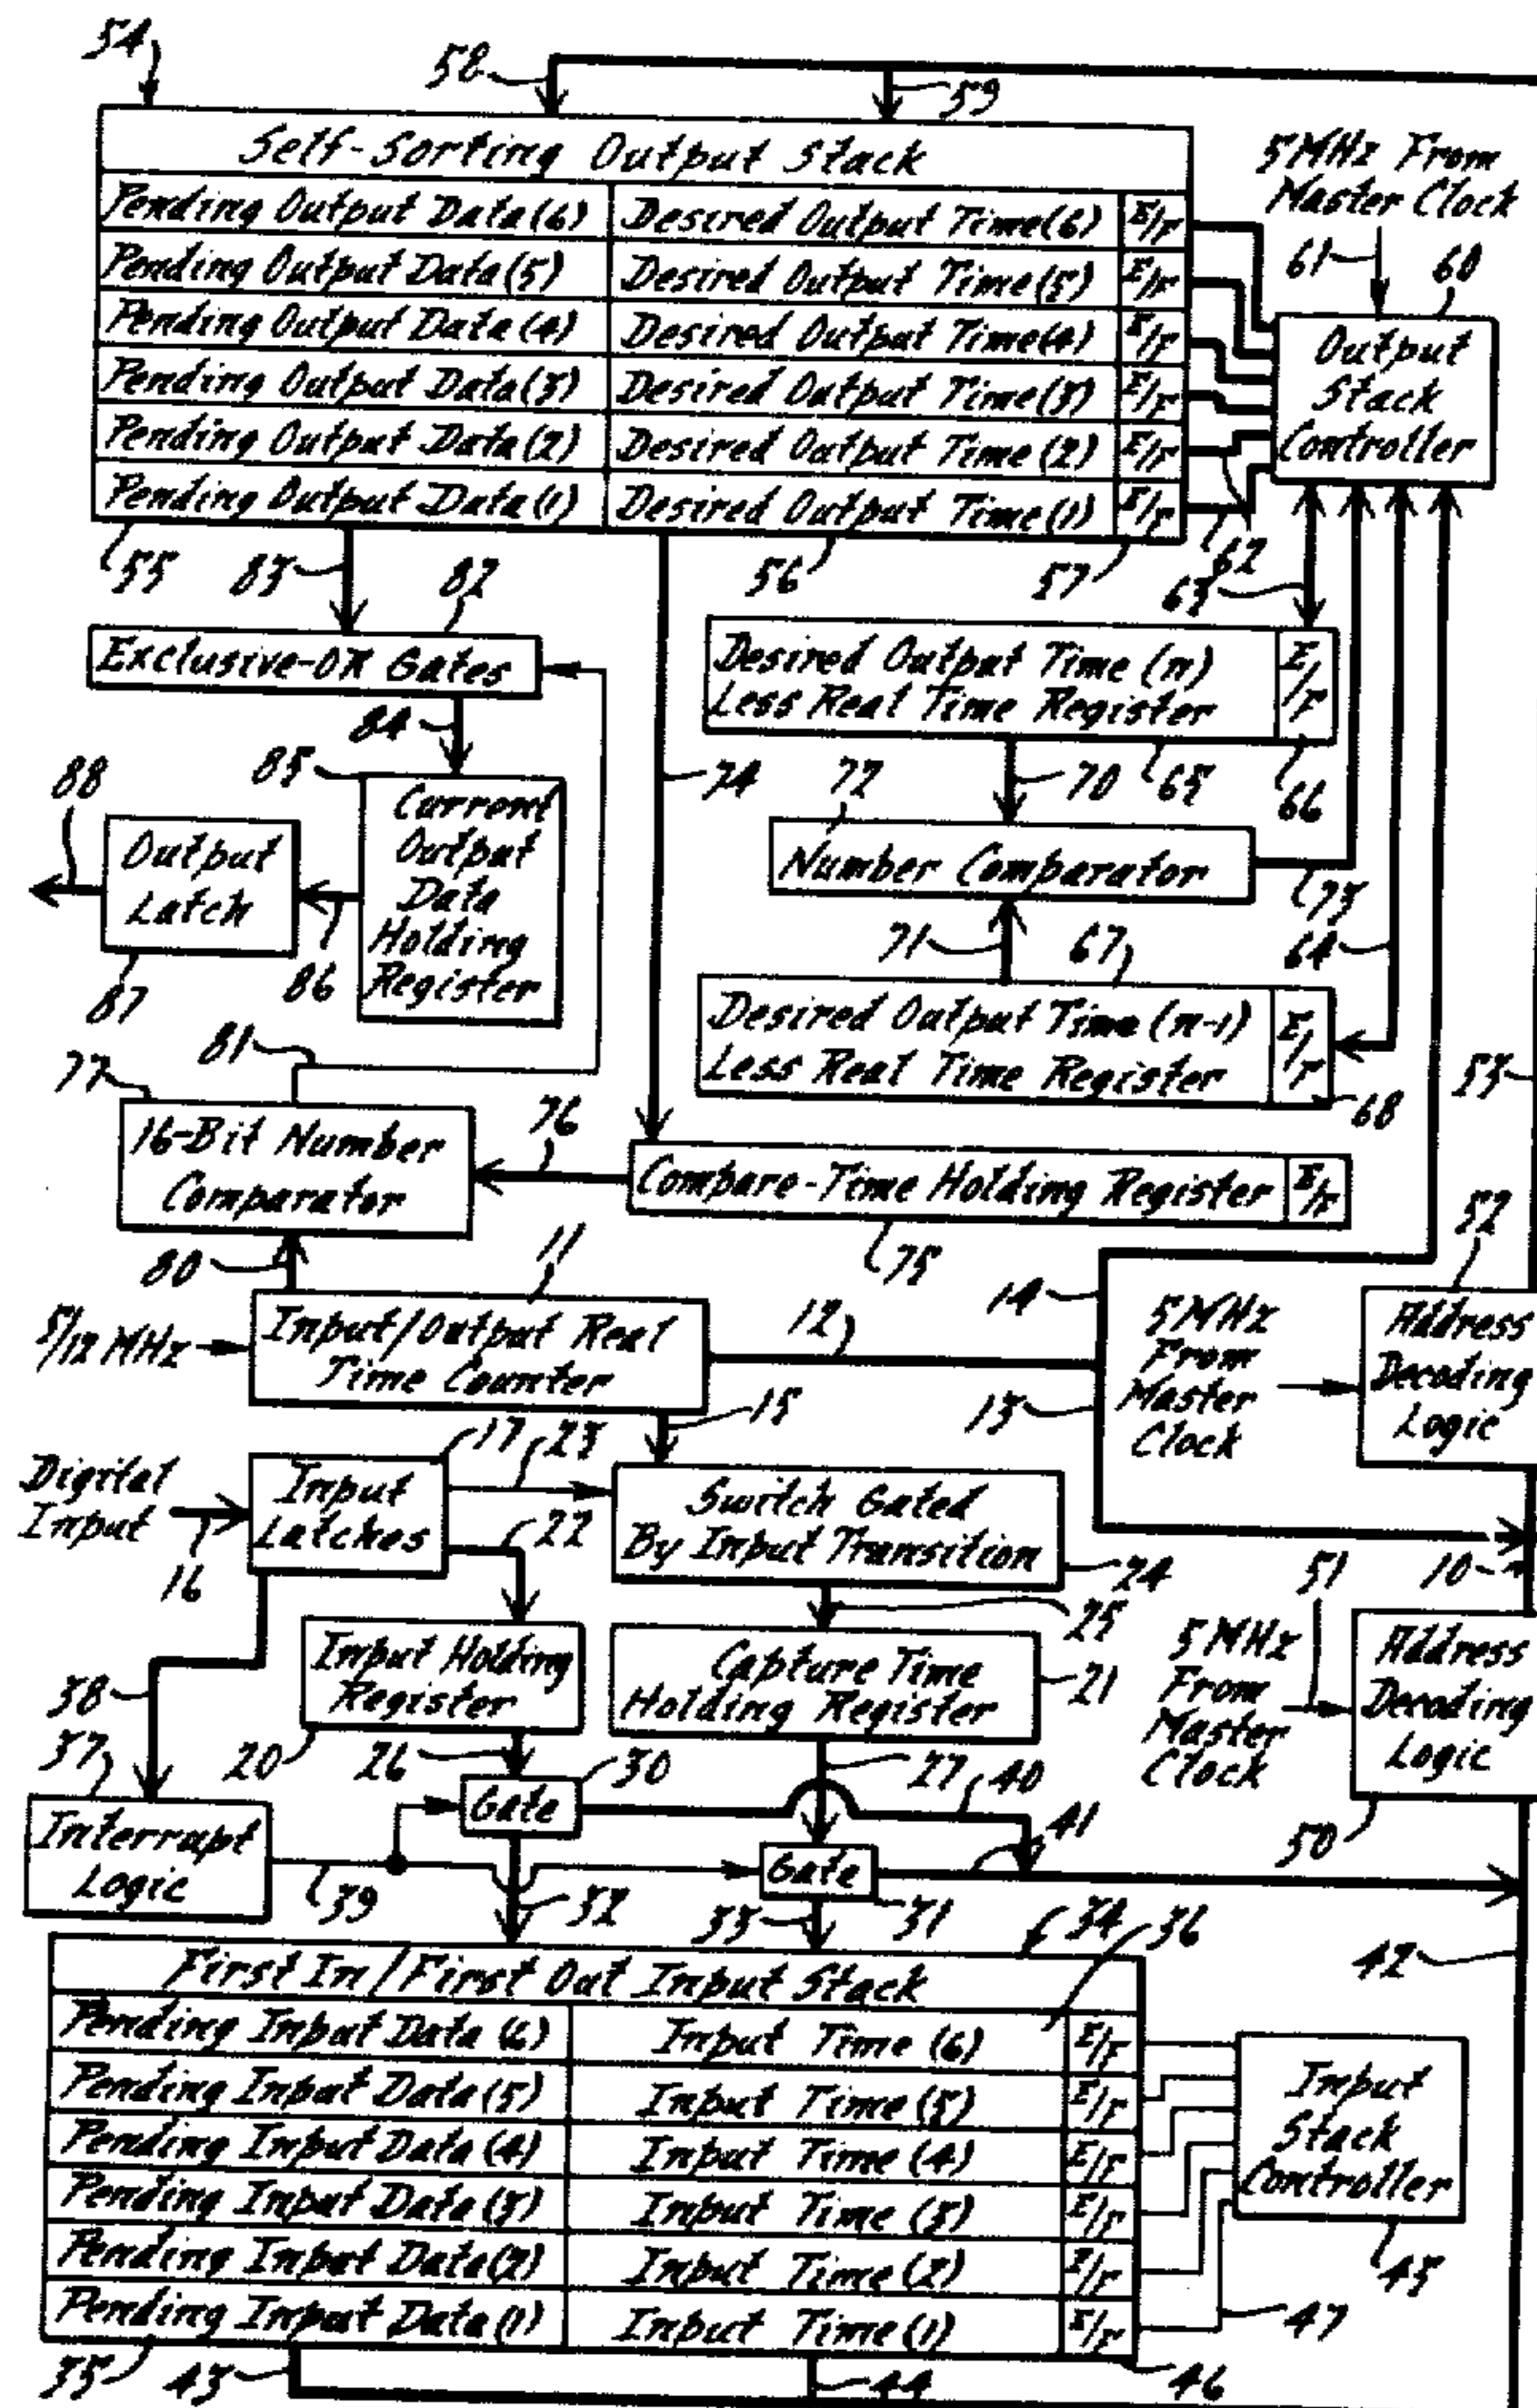 54
58
59
Self-Sorting Output Stack
5MHz From
Master Clock
Pending Output Data(6) Desired Output Time(6) E/F
Pending Output Data(5) Desired Output Time(5) E/F
Pending Output Data(4) Desired Output Time(4) E/F
Pending Output Data(3) Desired Output Time(3) E/F
Pending Output Data(2) Desired Output Time(2) E/F
Pending Output Data(1) Desired Output Time(1) E/F
61
60
Output
Stack
Controller
55
83
82
56
57
62
63
Exclusive-OR Gates
Desired Output Time (n)
Less Real Time Register
E/F
84
85
74
72
70
65
66
88
Output
Latch
Current
Output
Data
Holding
Register
Number Comparator
73
87
86
71
67
64
81
Desired Output Time (n-1)
Less Real Time Register
E/F
68
53
77
76
16-Bit Number
Comparator
Compare-Time Holding Register E/F
52
80
11
75
14
5/12 MHz
Input/Output Real
Time Counter
12
5MHz
From
Master
Clock
Address
Decoding
Logic
15
13
17
23
Digital
Input
Input
Latches
Switch Gated
By Input Transition
22
16
24
51
10
25
38
Input Holding
Register
Capture Time
Holding Register
21
5MHz
From
Master
Clock
Address
Decoding
Logic
37
20
26
30
27
40
Gate
41
50
Interrupt
Logic
Gate
39
32
33
31
34
36
42
First In/First Out Input Stack
Pending Input Data (6) Input Time (6) E/F
Pending Input Data(5) Input Time (5) E/F
Pending Input Data(4) Input Time (4) E/F
Pending Input Data(3) Input Time (3) E/F
Pending Input Data(2) Input Time (2) E/F
Pending Input Data(1) Input Time (1) E/F
Input
Stack
Controller
45
47
35
43
44
46